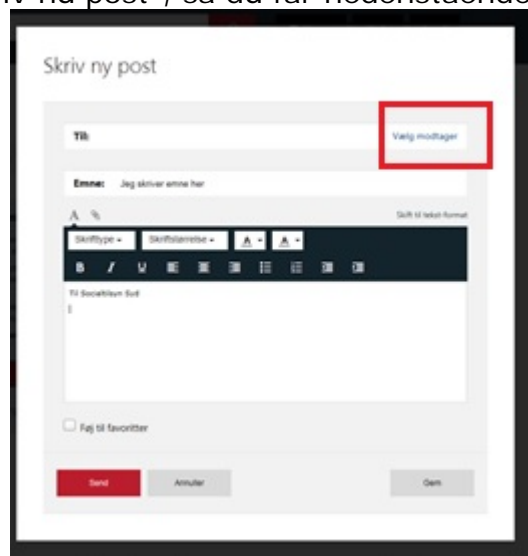 Skriv ny post
Til:
Vælg modtager
Emne: Jeg skriver emne her
Skift til tekst-format
Skrifttype
Skriftstørrelse
A
A
B I U
Til Socialtilsyn Syd
Føj til favoritter
Send
Annuller
Gem